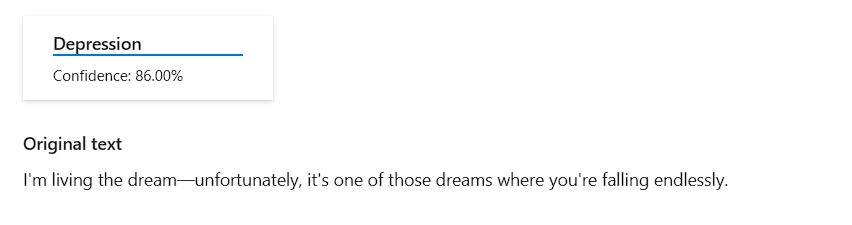 Depression
Confidence: 86.00%
Original text
I'm living the dream—unfortunately, it's one of those dreams where you're falling endlessly.